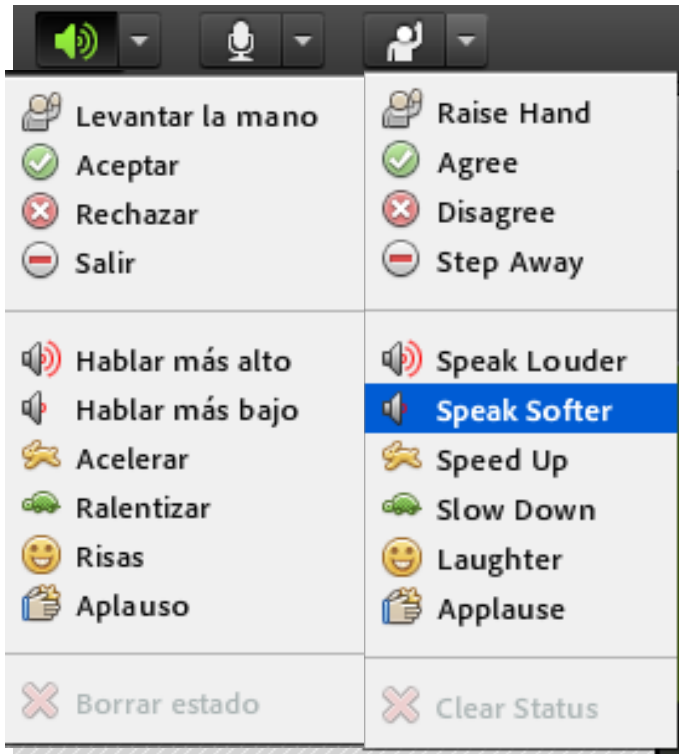 Levantar la mano
Aceptar
Rechazar
Salir
Hablar más alto
Hablar más bajo
Acelerar
Ralentizar
Risas
Aplauso
Borrar estado
Raise Hand
Agree
Disagree
Step Away
Speak Louder
Speak Softer
Speed Up
Slow Down
Laughter
Applause
Clear Status